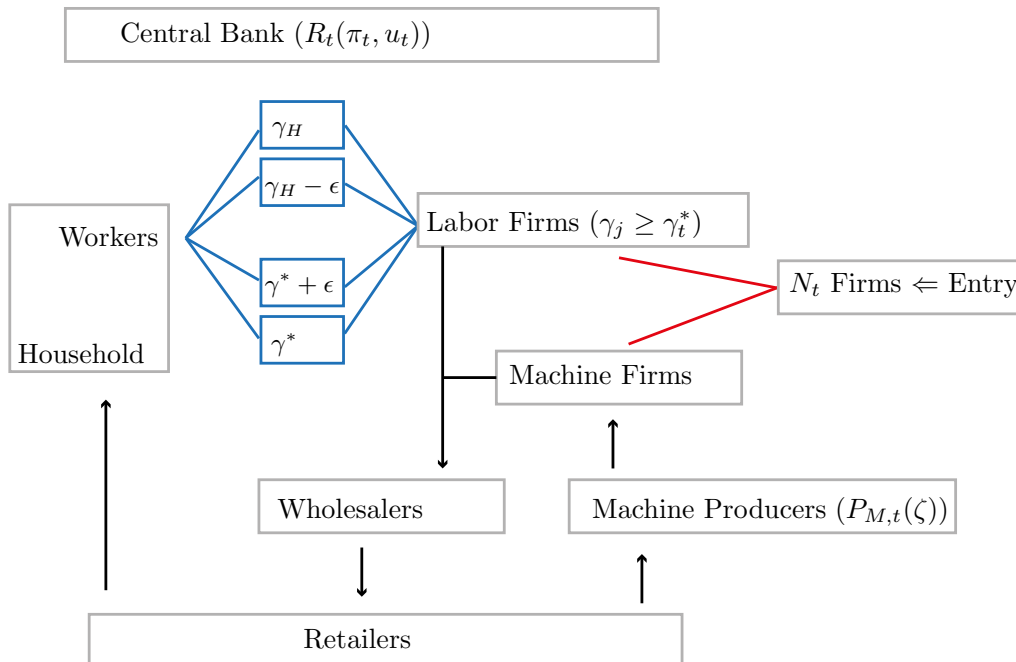 Central Bank (R_t(π_t, u_t))
γ_H
γ_H − ϵ
Labor Firms (γ_j ≥ γ_t^*)
Workers
γ^* + ϵ
N_t Firms ⇐ Entry
γ^*
Household
Machine Firms
Wholesalers
Machine Producers (P_{M,t}(ζ))
Retailers